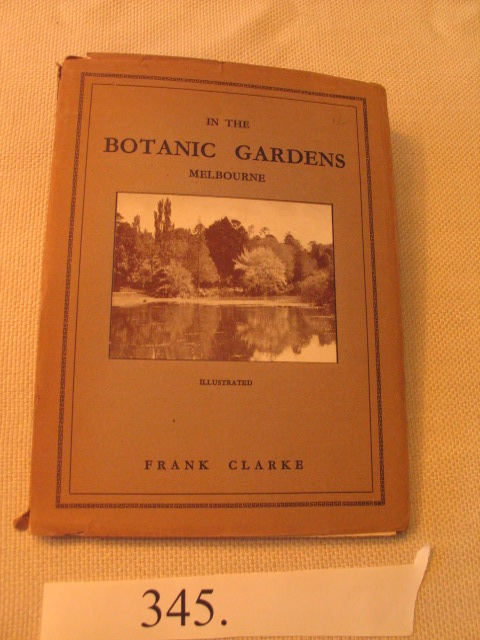 IN THE
BOTANIC GARDENS
MELBOURNE
ILLUSTRATED
FRANK CLARKE
345.